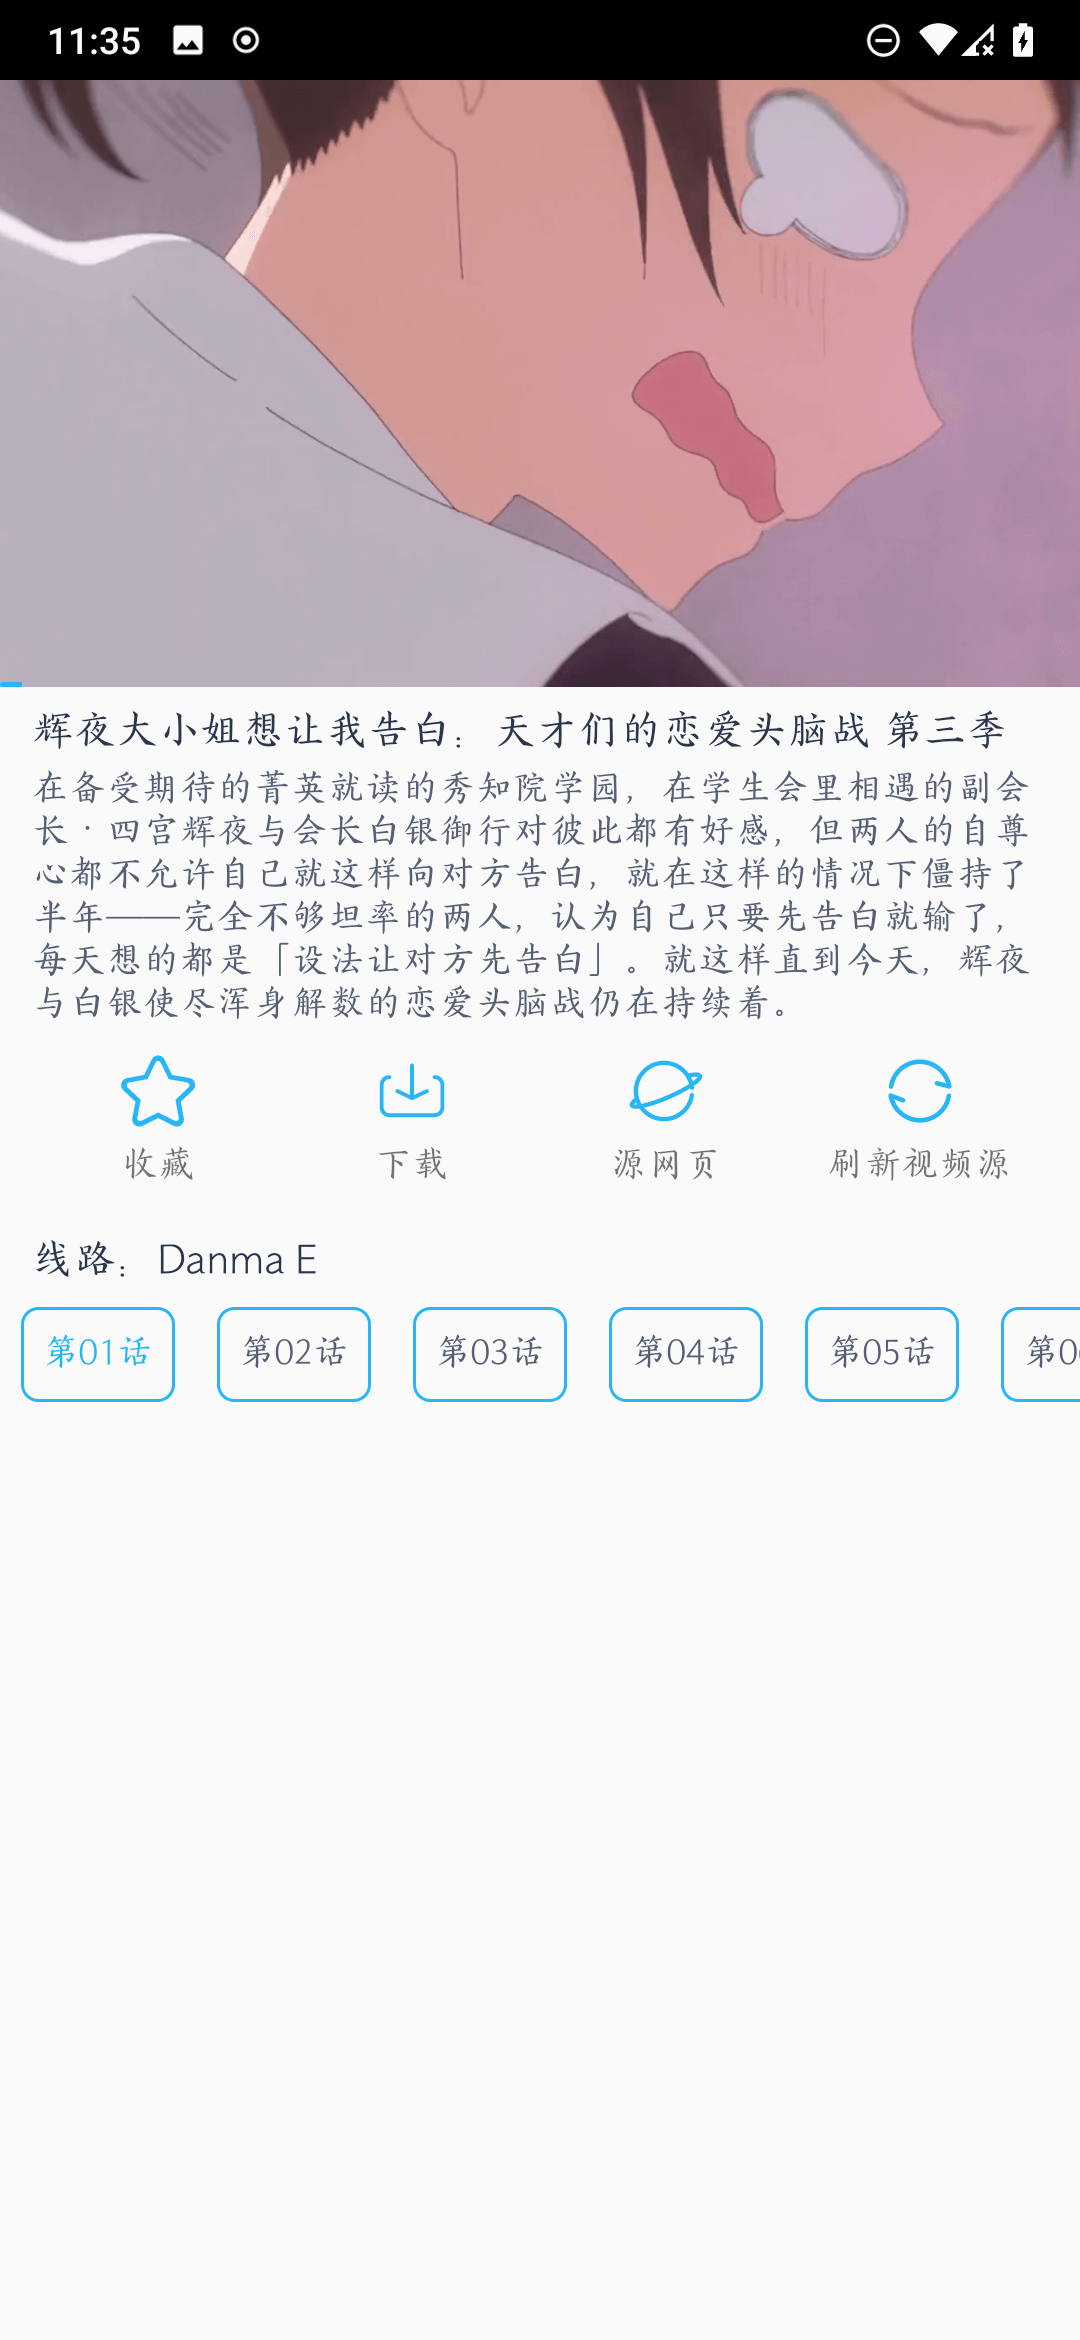 11:35
辉夜大小姐想让我告白：天才们的恋爱头脑战 第三季
在备受期待的菁英就读的秀知院学园，在学生会里相遇的副会
长·四宫辉夜与会长白银御行对彼此都有好感，但两人的自尊
心都不允许自己就这样向对方告白，就在这样的情况下僵持了
半年——完全不够坦率的两人，认为自己只要先告白就输了，
每天想的都是「设法让对方先告白」。就这样直到今天，辉夜
与白银使尽浑身解数的恋爱头脑战仍在持续着。
收藏 下载 源网页 刷新视频源
线路：Danma E
第01话 第02话 第03话 第04话 第05话 第0